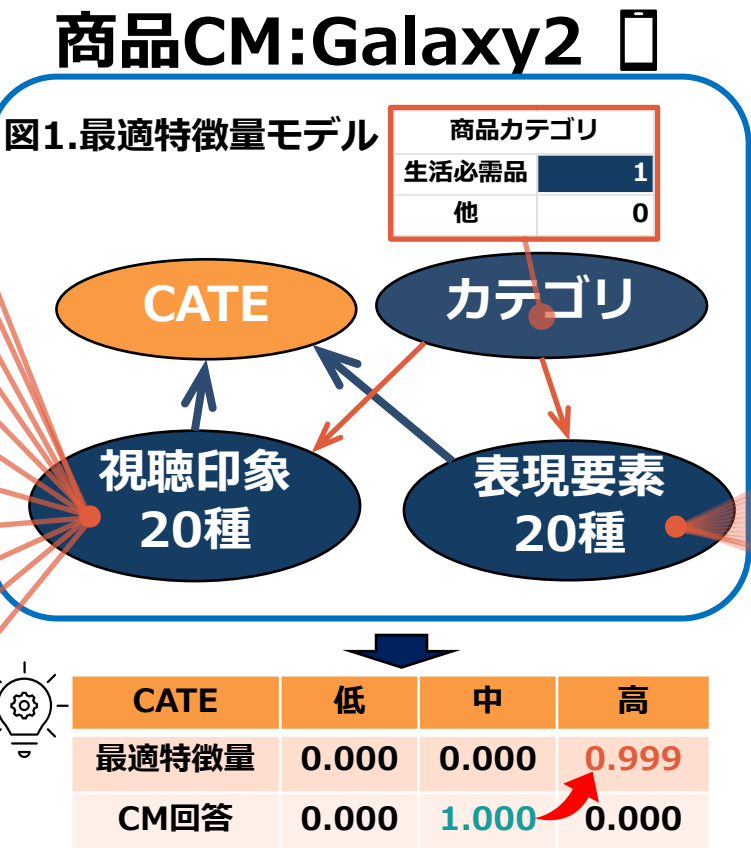 商品CM:Galaxy2
図1.最適特徴量モデル
商品カテゴリ
生活必需品 1
他 0
CATE
カテゴリ
視聴印象
20種
表現要素
20種
CATE 低 中 高
最適特徴量 0.000 0.000 0.999
CM回答 0.000 1.000 0.000